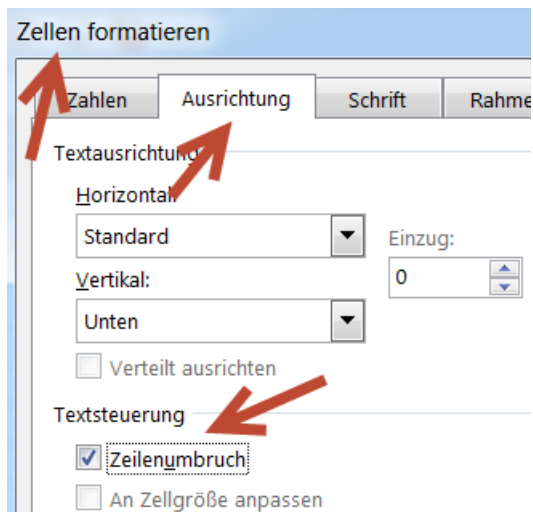 Zellen formatieren
Zahlen Ausrichtung Schrift Rahme
Textausrichtung
Horizontal:
Standard Einzug:
Vertikal: 0
Unten
Verteilt ausrichten
Textsteuerung
Zeilenumbruch
An Zellgröße anpassen